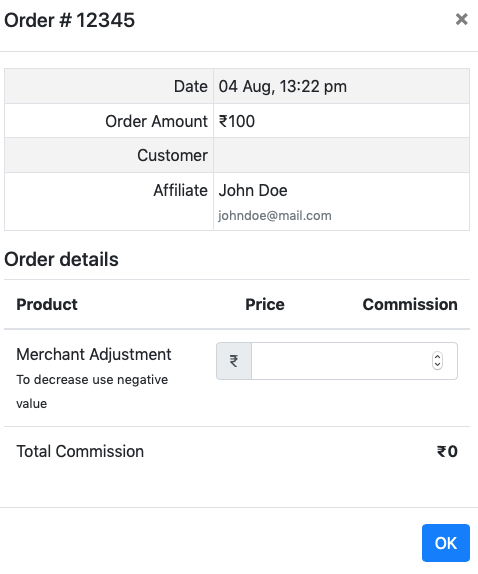 Order # 12345 ×
Date 04 Aug, 13:22 pm
Order Amount ₹100
Customer
Affiliate John Doe
johndoe@mail.com
Order details
Product Price Commission
Merchant Adjustment ₹
To decrease use negative
value
Total Commission ₹0
OK